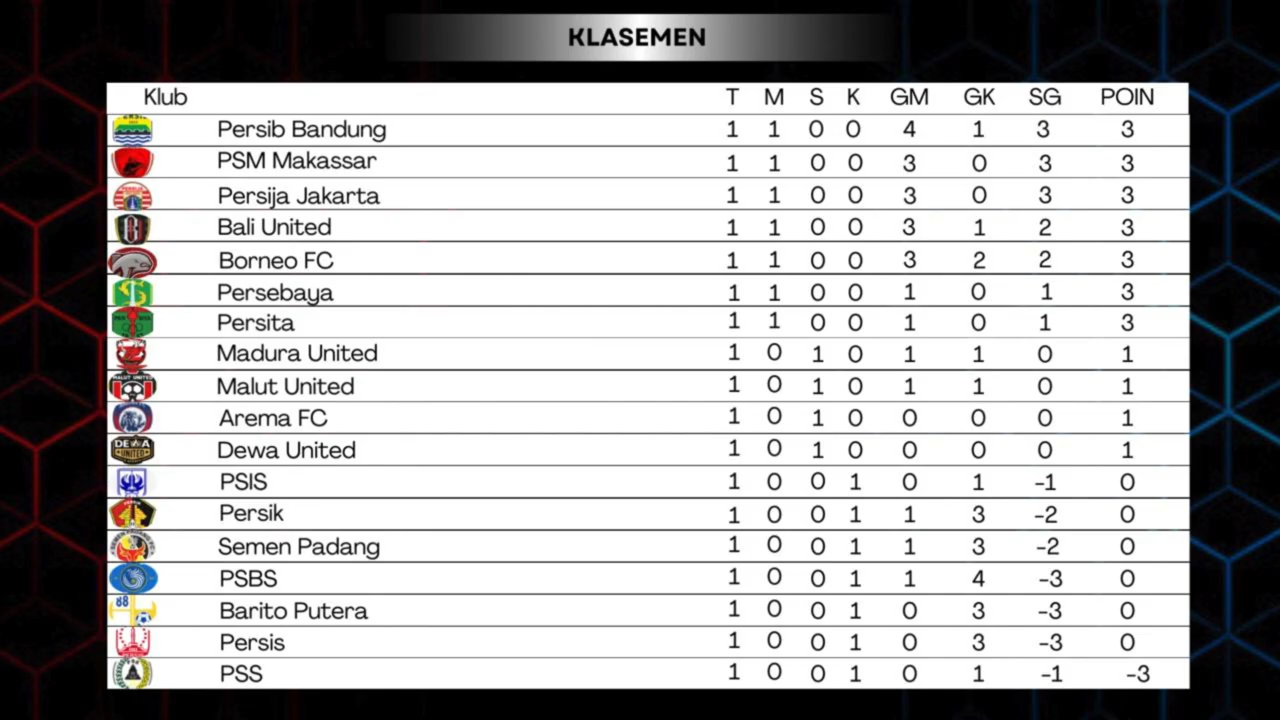 KLASEMEN
Klub T M S K GM GK SG POIN
Persib Bandung 1 1 0 0 4 1 3 3
PSM Makassar 1 1 0 0 3 0 3 3
Persija Jakarta 1 1 0 0 3 0 3 3
Bali United 1 1 0 0 3 1 2 3
Borneo FC 1 1 0 0 3 2 2 3
Persebaya 1 1 0 0 1 0 1 3
Persita 1 1 0 0 1 0 1 3
Madura United 1 0 1 0 1 1 0 1
MALUT UNITED Malut United 1 0 1 0 1 1 0 1
Arema FC 1 0 1 0 0 0 0 1
DEWA UNITED Dewa United 1 0 1 0 0 0 0 1
PSIS 1 0 0 1 0 1 -1 0
Persik 1 0 0 1 1 3 -2 0
Semen Padang 1 0 0 1 1 3 -2 0
PSBS 1 0 0 1 1 4 -3 0
88 Barito Putera 1 0 0 1 0 3 -3 0
Persis 1 0 0 1 0 3 -3 0
PSS 1 0 0 1 0 1 -1 -3